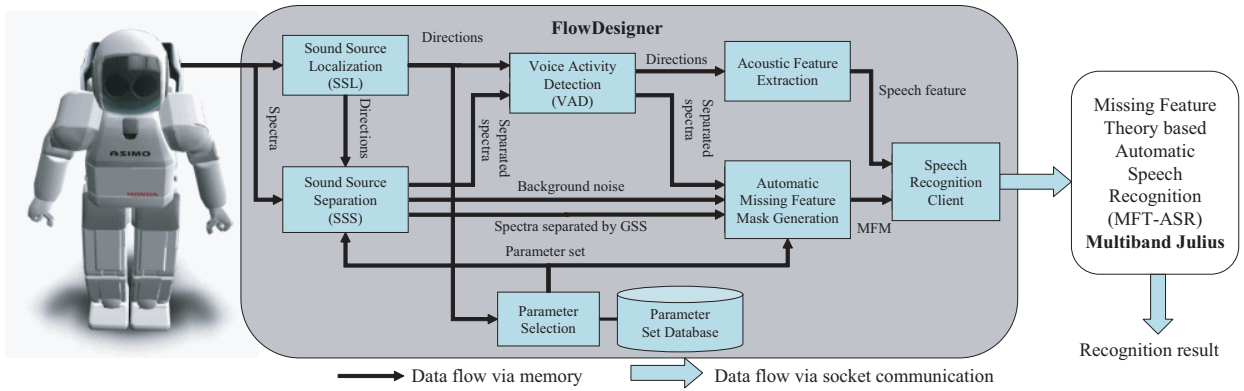 FlowDesigner
Sound Source
Localization
(SSL)
Directions
Voice Activity
Detection
(VAD)
Directions
Acoustic Feature
Extraction
Speech feature
Spectra
Directions
Separated
spectra
Separated
spectra
Sound Source
Separation
(SSS)
Background noise
Spectra separated by GSS
Automatic
Missing Feature
Mask Generation
MFM
Speech
Recognition
Client
Parameter set
Parameter
Selection
Parameter
Set Database
Missing Feature
Theory based
Automatic
Speech
Recognition
(MFT-ASR)
Multiband Julius
Recognition result
ASIMO
HONDA
Data flow via memory
Data flow via socket communication